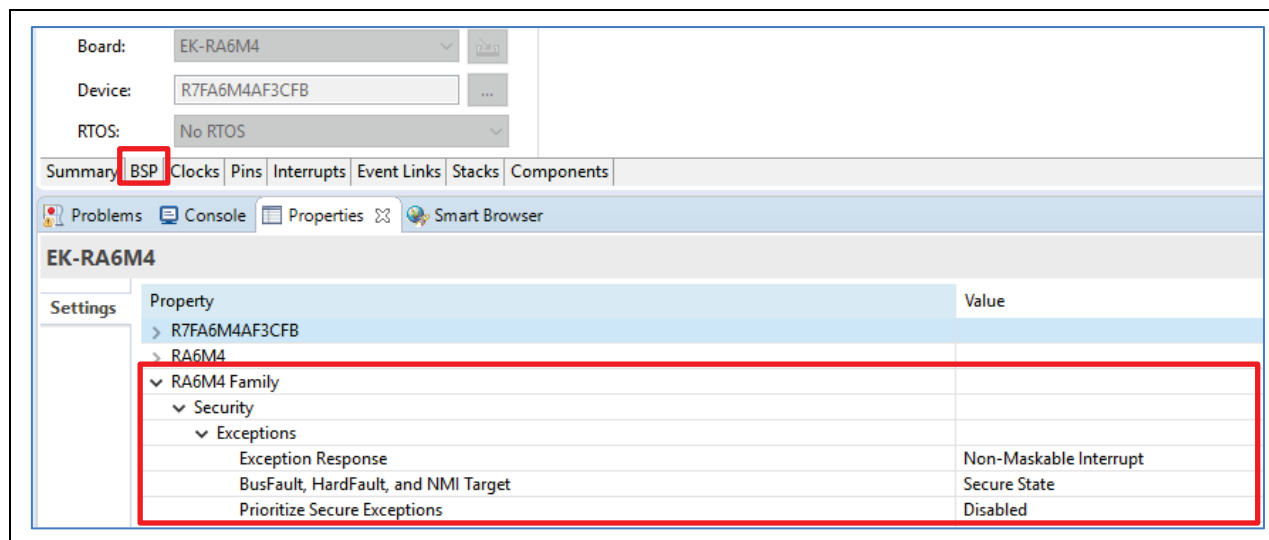 Board: EK-RA6M4
Device: R7FA6M4AF3CFB ...
RTOS: No RTOS
Summary BSP Clocks Pins Interrupts Event Links Stacks Components
Problems Console Properties Smart Browser
EK-RA6M4
Settings Property Value
R7FA6M4AF3CFB
RA6M4
RA6M4 Family
Security
Exceptions
Exception Response Non-Maskable Interrupt
BusFault, HardFault, and NMI Target Secure State
Prioritize Secure Exceptions Disabled